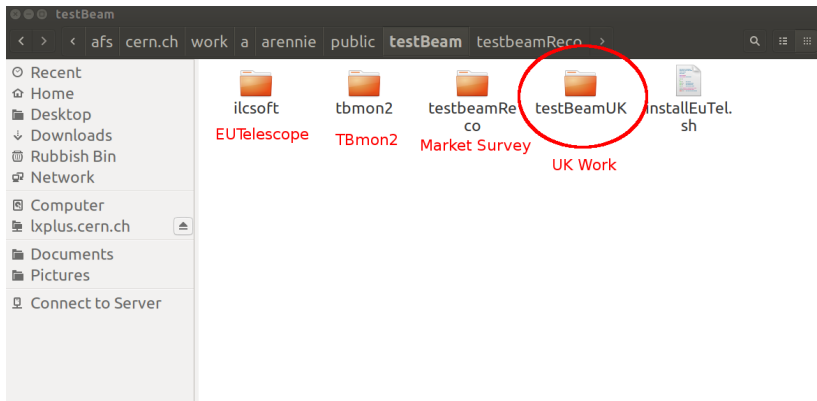 testBeam
afs cern.ch work a arennie public testBeam testbeamReco
Recent
Home
Desktop
Downloads
Rubbish Bin
Network
Computer
lxplus.cern.ch
Documents
Pictures
Connect to Server
ilcsoft
EUTelescope
tbmon2
TBmon2
testbeamRe
co
Market Survey
testBeamUK
UK Work
installEuTel.
sh